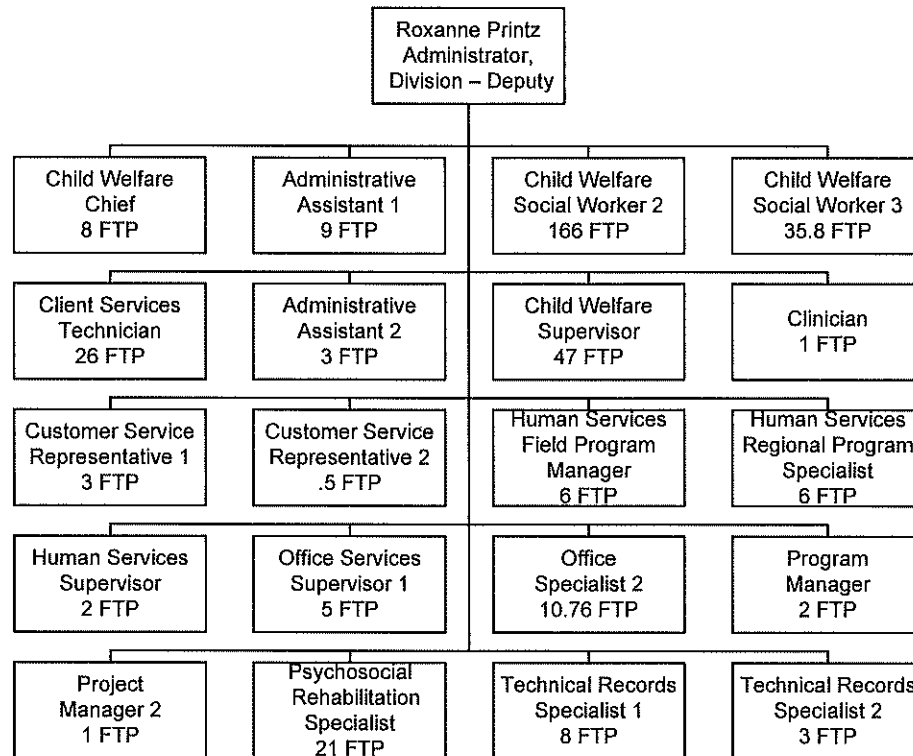 Roxanne Printz
Administrator,
Division – Deputy
Child Welfare
Chief
8 FTP
Administrative
Assistant 1
9 FTP
Child Welfare
Social Worker 2
166 FTP
Child Welfare
Social Worker 3
35.8 FTP
Client Services
Technician
26 FTP
Administrative
Assistant 2
3 FTP
Child Welfare
Supervisor
47 FTP
Clinician
1 FTP
Customer Service
Representative 1
3 FTP
Customer Service
Representative 2
.5 FTP
Human Services
Field Program
Manager
6 FTP
Human Services
Regional Program
Specialist
6 FTP
Human Services
Supervisor
2 FTP
Office Services
Supervisor 1
5 FTP
Office
Specialist 2
10.76 FTP
Program
Manager
2 FTP
Project
Manager 2
1 FTP
Psychosocial
Rehabilitation
Specialist
21 FTP
Technical Records
Specialist 1
8 FTP
Technical Records
Specialist 2
3 FTP